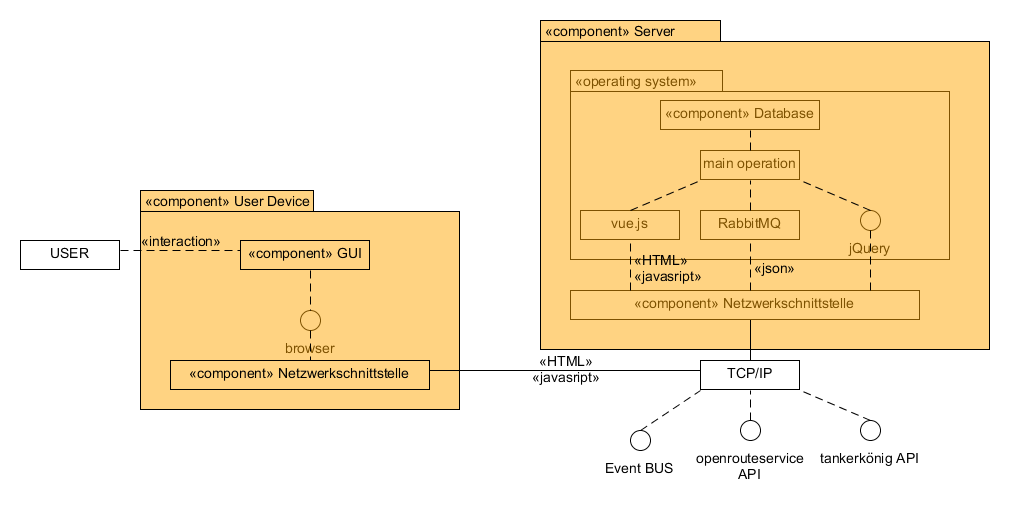 «component» Server
«operating system»
«component» Database
main operation
vue.js
RabbitMQ
jQuery
«HTML»
«javasript»
«json»
«component» Netzwerkschnittstelle
«component» User Device
USER
«interaction»
«component» GUI
browser
«component» Netzwerkschnittstelle
«HTML»
«javasript»
TCP/IP
Event BUS
openrouteservice
API
tankerkönig API